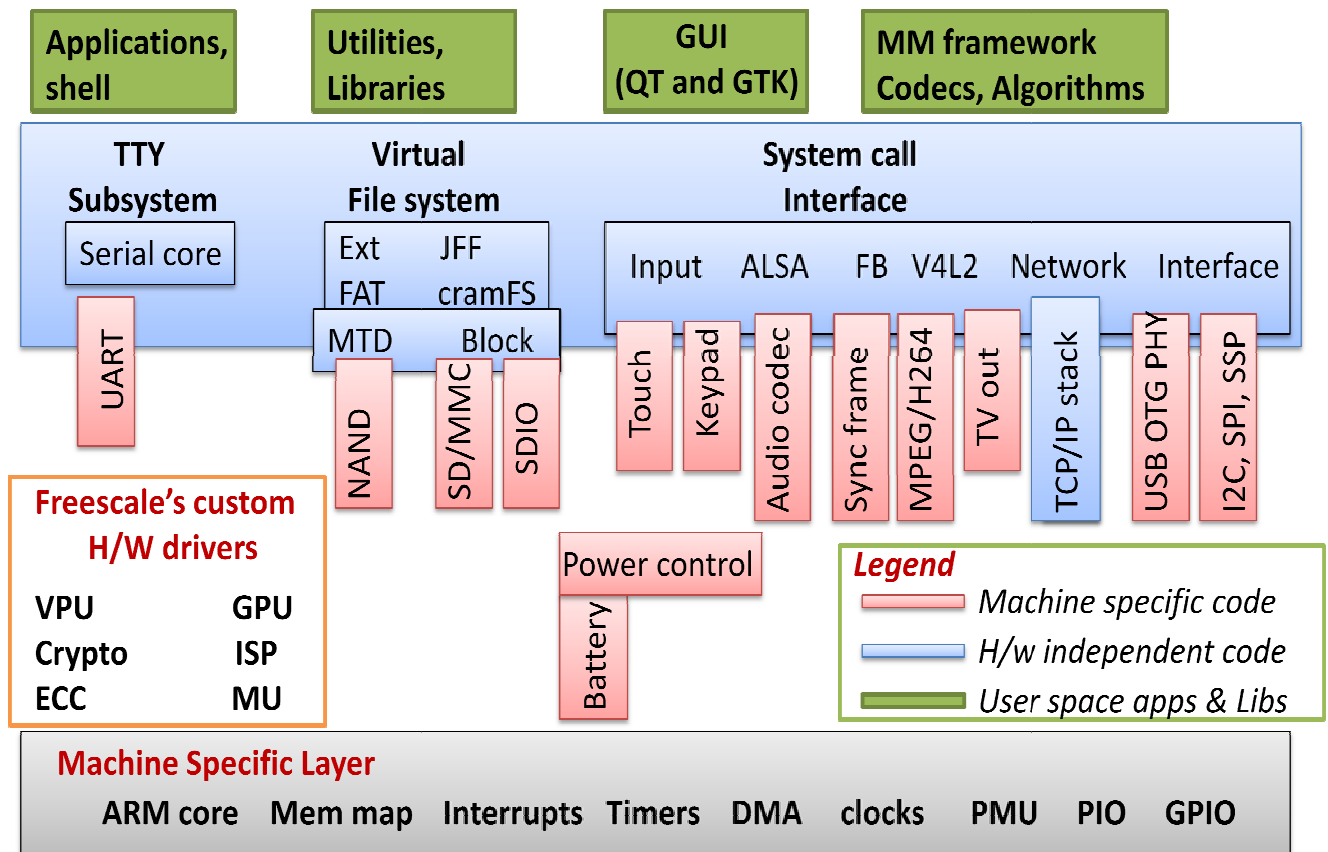 Applications,
shell
Utilities,
Libraries
GUI
(QT and GTK)
MM framework
Codecs, Algorithms
TTY
Subsystem
Serial core
UART
Virtual
File system
Ext JFF
FAT cramFS
MTD Block
NAND
SD/MMC
SDIO
System call
Interface
Input ALSA FB V4L2 Network Interface
Touch
Keypad
Audio codec
Sync frame
MPEG/H264
TV out
TCP/IP stack
USB OTG PHY
I2C, SPI, SSP
Freescale's custom
H/W drivers
VPU GPU
Crypto ISP
ECC MU
Power control
Battery
Legend
Machine specific code
H/w independent code
User space apps & Libs
Machine Specific Layer
ARM core Mem map Interrupts Timers DMA clocks PMU PIO GPIO